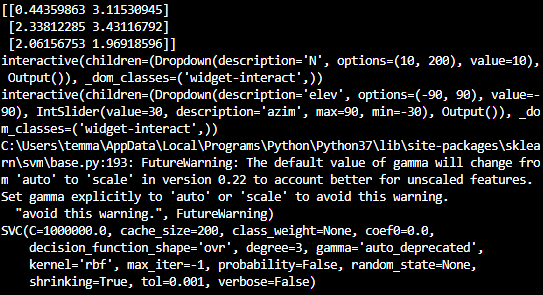 [[0.44359863 3.11530945]
 [2.33812285 3.43116792]
 [2.06156753 1.96918596]]
interactive(children=(Dropdown(description='N', options=(10, 200), value=10),
 Output()), _dom_classes=('widget-interact',))
interactive(children=(Dropdown(description='elev', options=(-90, 90), value=-
90), IntSlider(value=30, description='azim', max=90, min=-30), Output()), _do
m_classes=('widget-interact',))
C:\Users\temma\AppData\Local\Programs\Python\Python37\lib\site-packages\skle
arn\svm\base.py:193: FutureWarning: The default value of gamma will change fro
m 'auto' to 'scale' in version 0.22 to account better for unscaled features.
Set gamma explicitly to 'auto' or 'scale' to avoid this warning.
  "avoid this warning.", FutureWarning)
SVC(C=1000000.0, cache_size=200, class_weight=None, coef0=0.0,
    decision_function_shape='ovr', degree=3, gamma='auto_deprecated',
    kernel='rbf', max_iter=-1, probability=False, random_state=None,
    shrinking=True, tol=0.001, verbose=False)